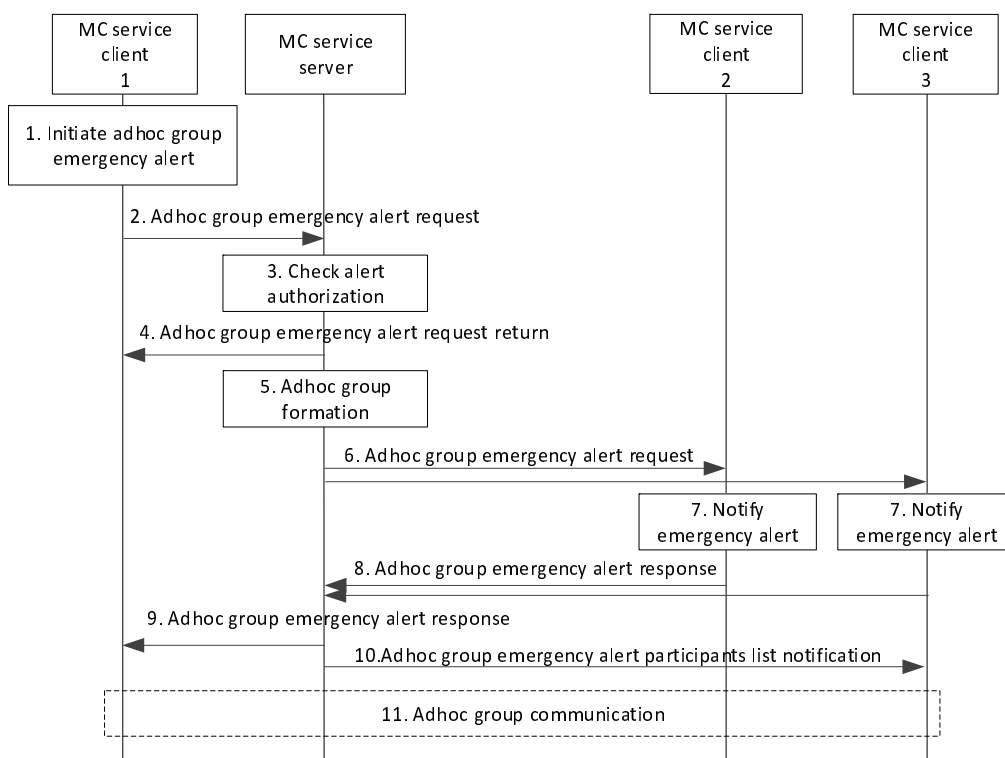 MC service
client
1
MC service
server
MC service
client
2
MC service
client
3
1. Initiate adhoc group
emergency alert
2. Adhoc group emergency alert request
3. Check alert
authorization
4. Adhoc group emergency alert request return
5. Adhoc group
formation
6. Adhoc group emergency alert request
7. Notify
emergency alert
7. Notify
emergency alert
8. Adhoc group emergency alert response
9. Adhoc group emergency alert response
10.Adhoc group emergency alert participants list notification
11. Adhoc group communication